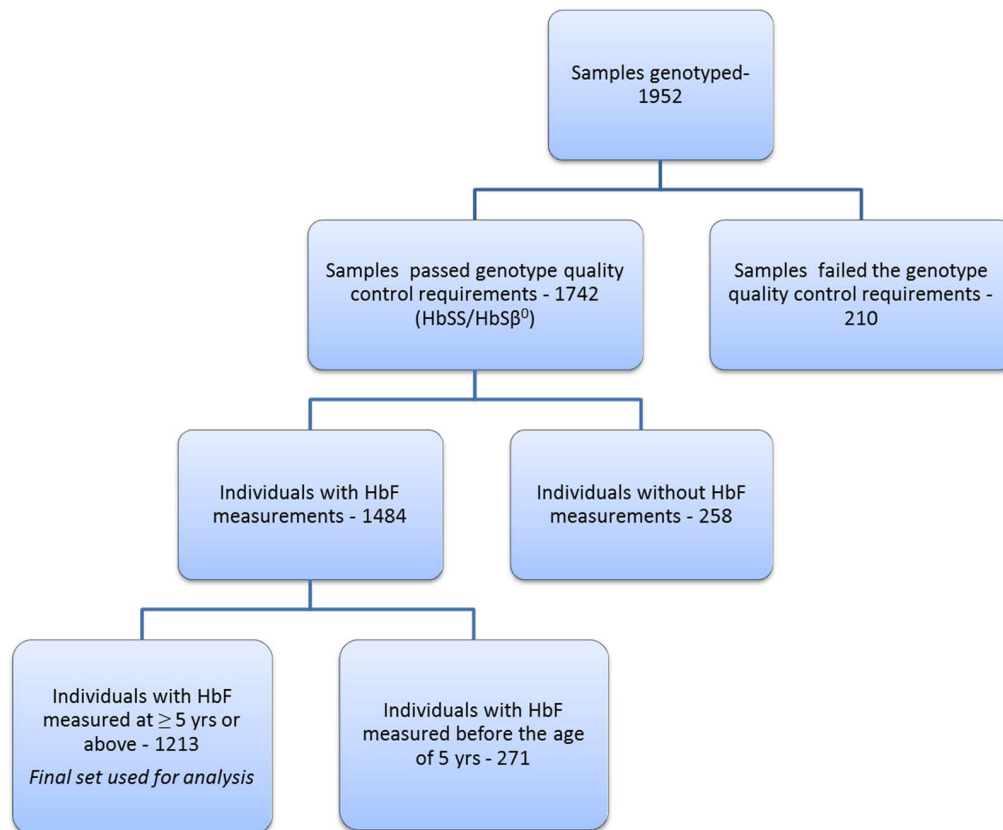 Samples genotyped-
1952
Samples passed genotype quality
control requirements - 1742
(HbSS/HbSβ⁰)
Samples failed the genotype
quality control requirements -
210
Individuals with HbF
measurements - 1484
Individuals without HbF
measurements - 258
Individuals with HbF
measured at ≥ 5 yrs or
above - 1213
Final set used for analysis
Individuals with HbF
measured before the age
of 5 yrs - 271